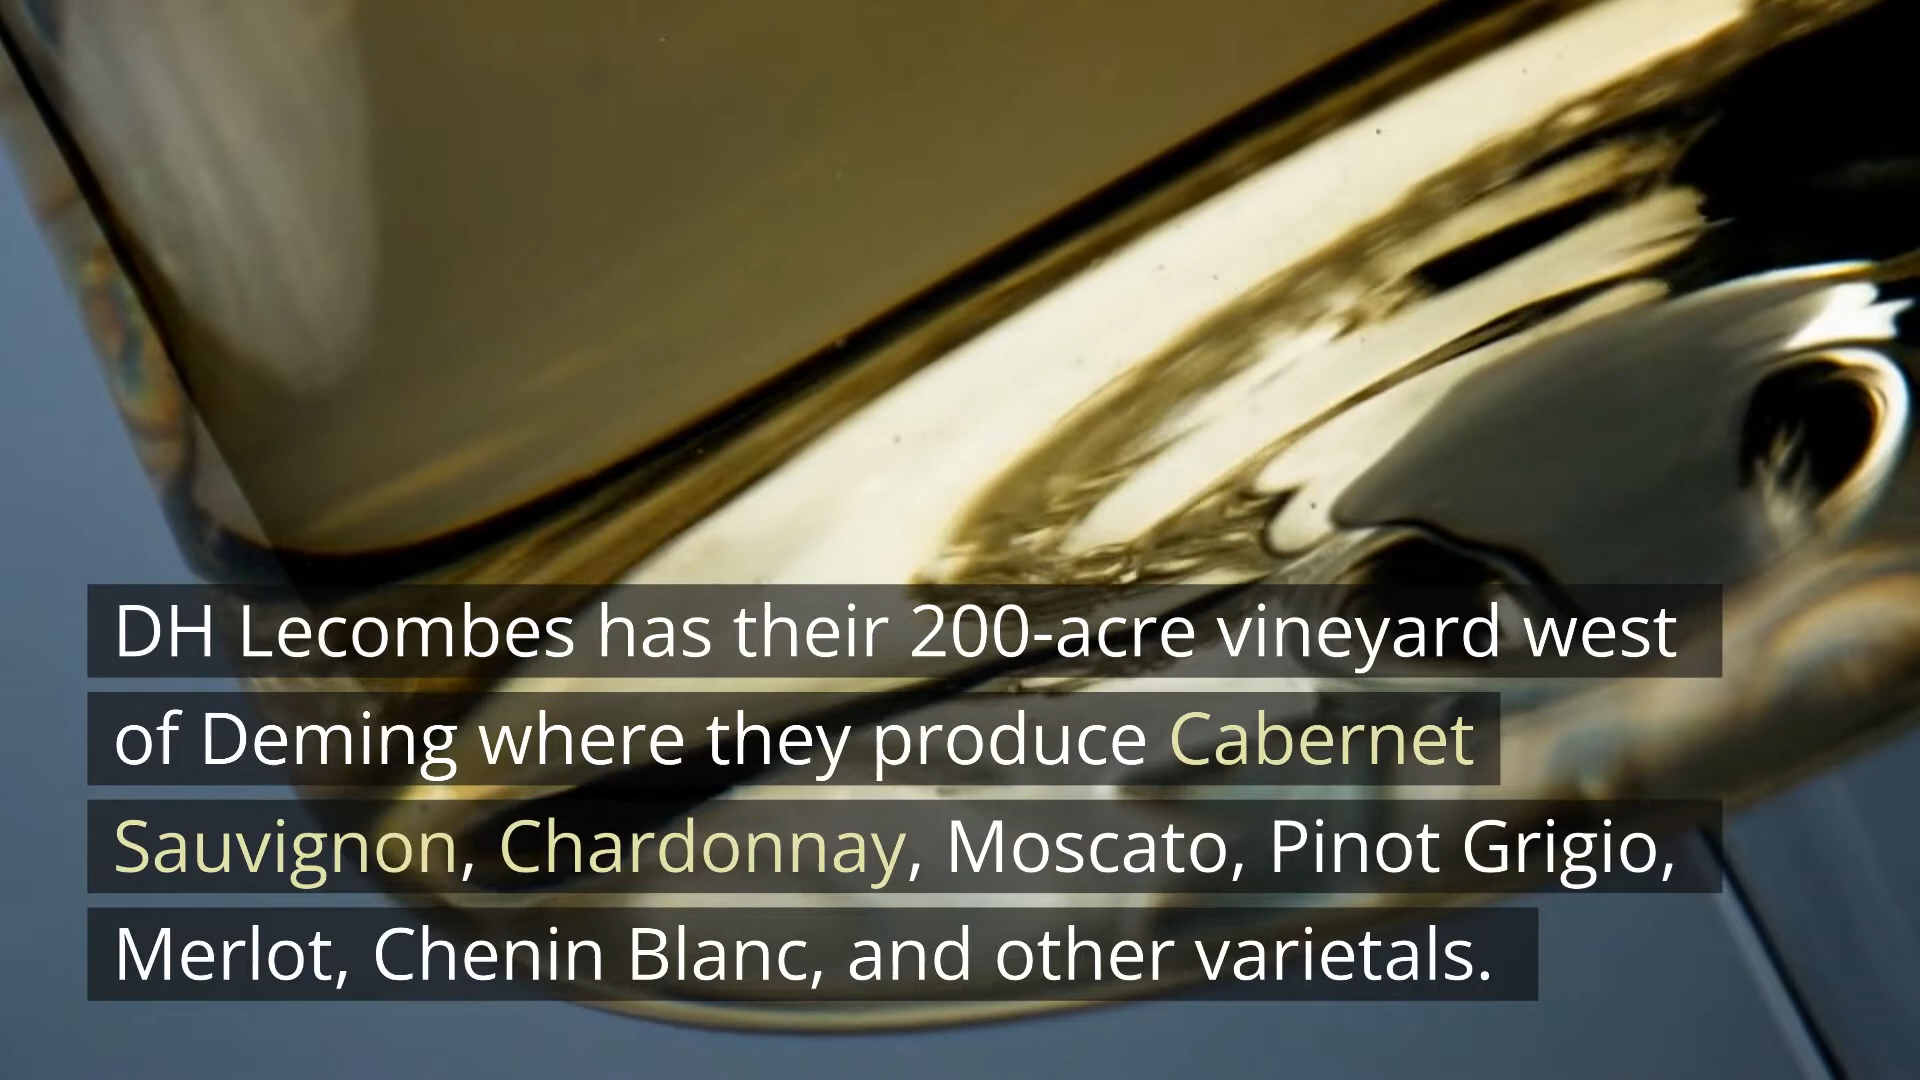 DH Lecombes has their 200-acre vineyard west
of Deming where they produce Cabernet
Sauvignon, Chardonnay, Moscato, Pinot Grigio,
Merlot, Chenin Blanc, and other varietals.